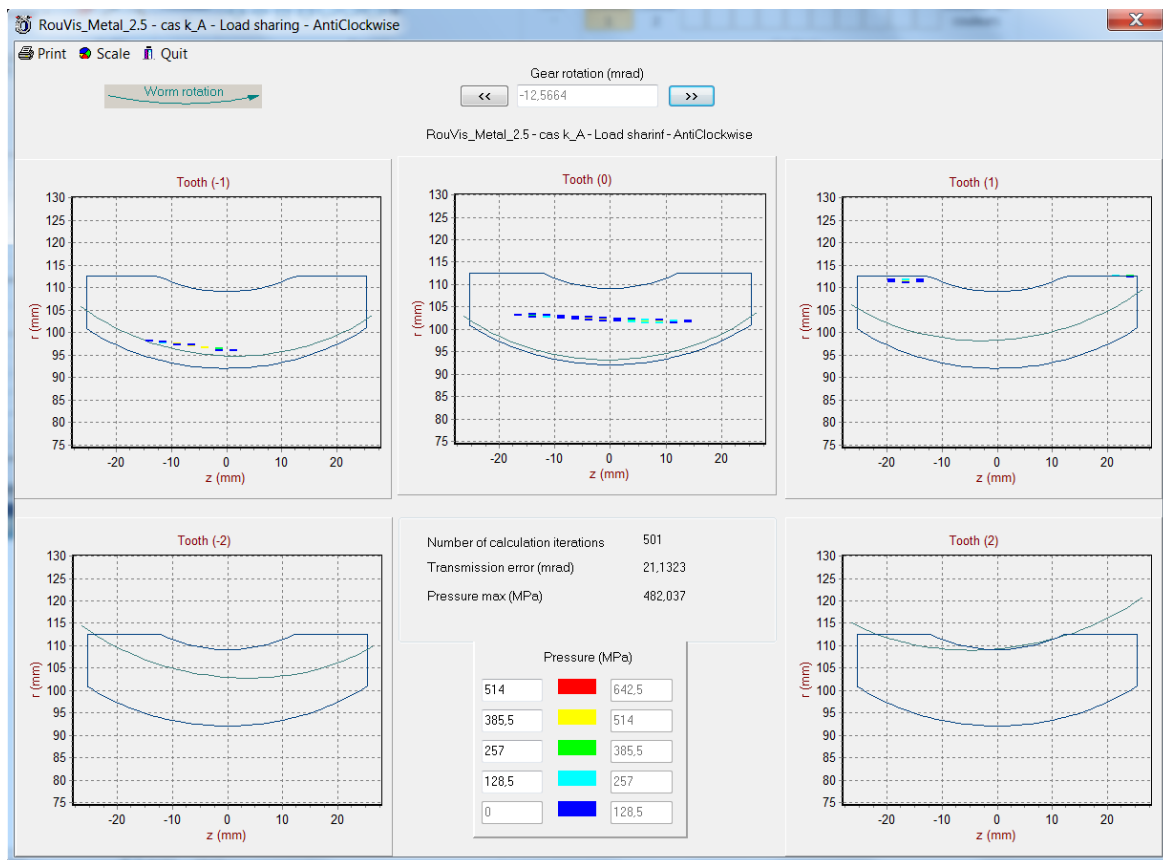 RouVis_Metal_2.5 - cas k_A - Load sharing - AntiClockwise
X
Print Scale Quit
Worm rotation
Gear rotation (mrad)
<< -12,5664 >>
RouVis_Metal_2.5 - cas k_A - Load sharinf - AntiClockwise
Tooth (-1)
130
125
120
115
110
105
100
95
90
85
80
75
r (mm)
-20 -10 0 10 20
z (mm)
Tooth (0)
130
125
120
115
110
105
100
95
90
85
80
75
r (mm)
-20 -10 0 10 20
z (mm)
Tooth (1)
130
125
120
115
110
105
100
95
90
85
80
75
r (mm)
-20 -10 0 10 20
z (mm)
Tooth (-2)
130
125
120
115
110
105
100
95
90
85
80
75
r (mm)
-20 -10 0 10 20
z (mm)
Number of calculation iterations 501
Transmission error (mrad) 21,1323
Pressure max (MPa) 482,037
Pressure (MPa)
514 642,5
385,5 514
257 385,5
128,5 257
0 128,5
Tooth (2)
130
125
120
115
110
105
100
95
90
85
80
75
r (mm)
-20 -10 0 10 20
z (mm)